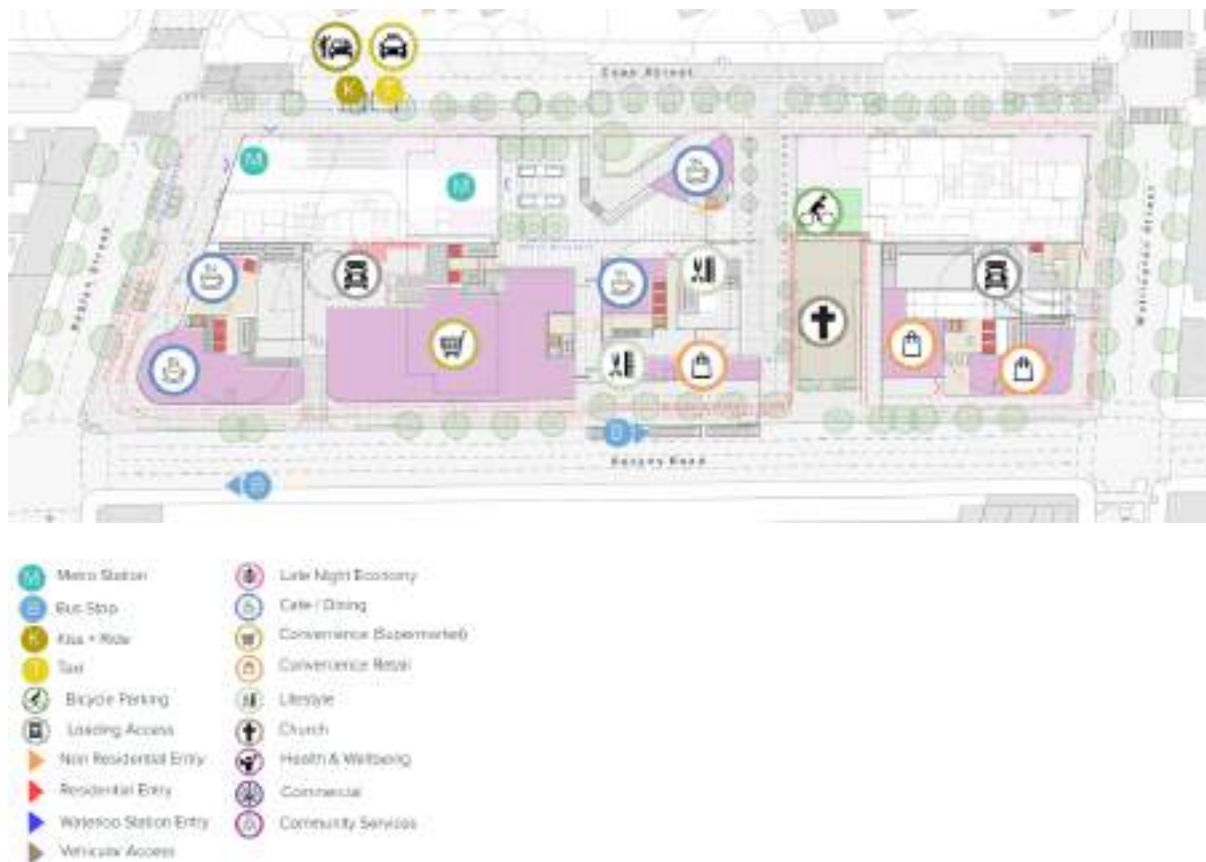 Cope Street
Raglan Street
Wellington Street
K
T
M
M
B
B
Botany Road
M Metro Station
B Bus Stop
K Kiss + Ride
T Taxi
Bicycle Parking
Loading Access
Non Residential Entry
Residential Entry
Waterloo Station Entry
Vehicular Access
Late Night Economy
Cafe / Dining
Convenience (Supermarket)
Convenience Retail
Lifestyle
Church
Health & Wellbeing
Commercial
Community Services